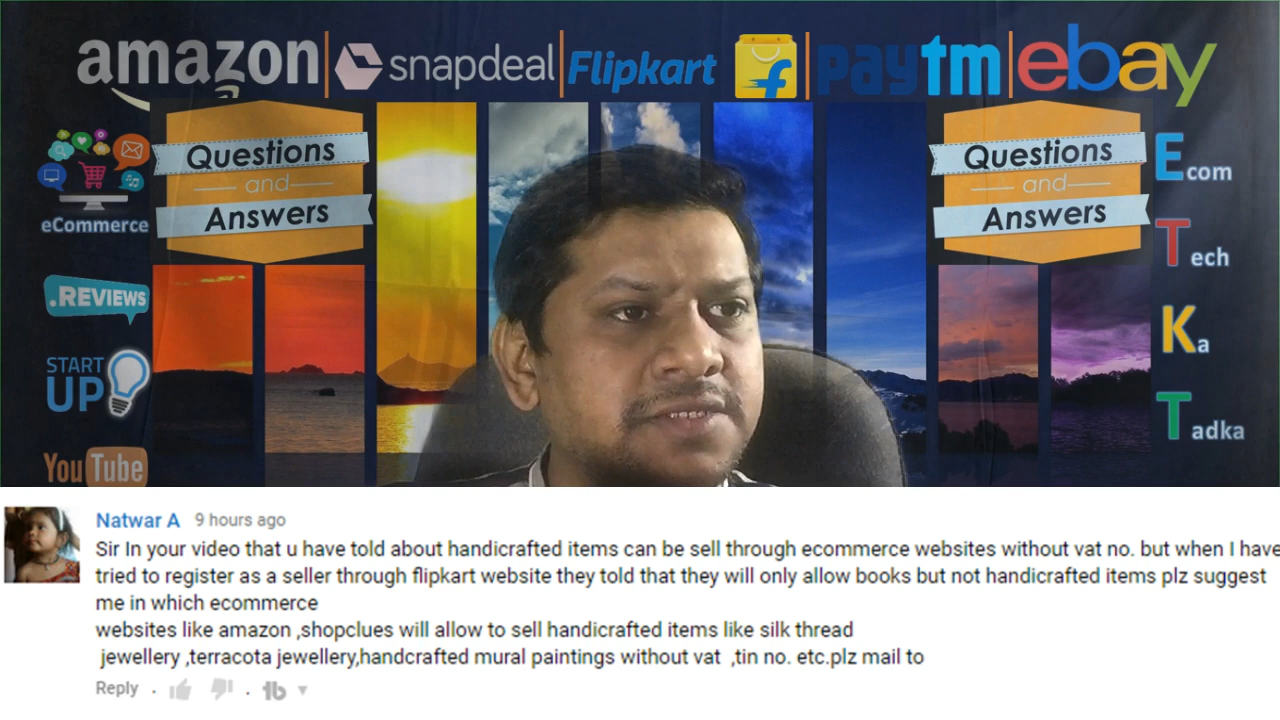 amazon
snapdeal
Flipkart
paytm
ebay
eCommerce
.REVIEWS
START
UP
YouTube
Questions
and
Answers
Questions
and
Answers
Ecom
Tech
Ka
Tadka
Natwar A 9 hours ago
Sir In your video that u have told about handicrafted items can be sell through ecommerce websites without vat no. but when I have
tried to register as a seller through flipkart website they told that they will only allow books but not handicrafted items plz suggest
me in which ecommerce
websites like amazon ,shopclues will allow to sell handicrafted items like silk thread
jewellery ,terracota jewellery,handcrafted mural paintings without vat ,tin no. etc.plz mail to
Reply